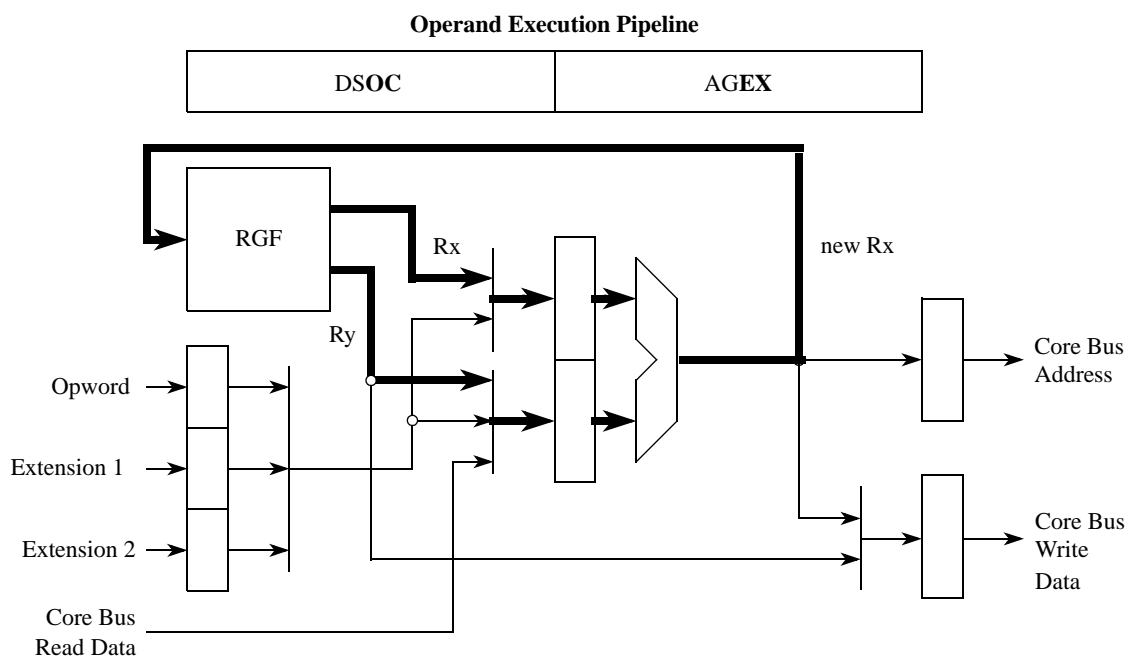 Operand Execution Pipeline
DSOC
AGEX
RGF
Rx
new Rx
Ry
Core Bus
Address
Opword
Extension 1
Extension 2
Core Bus
Write
Data
Core Bus
Read Data